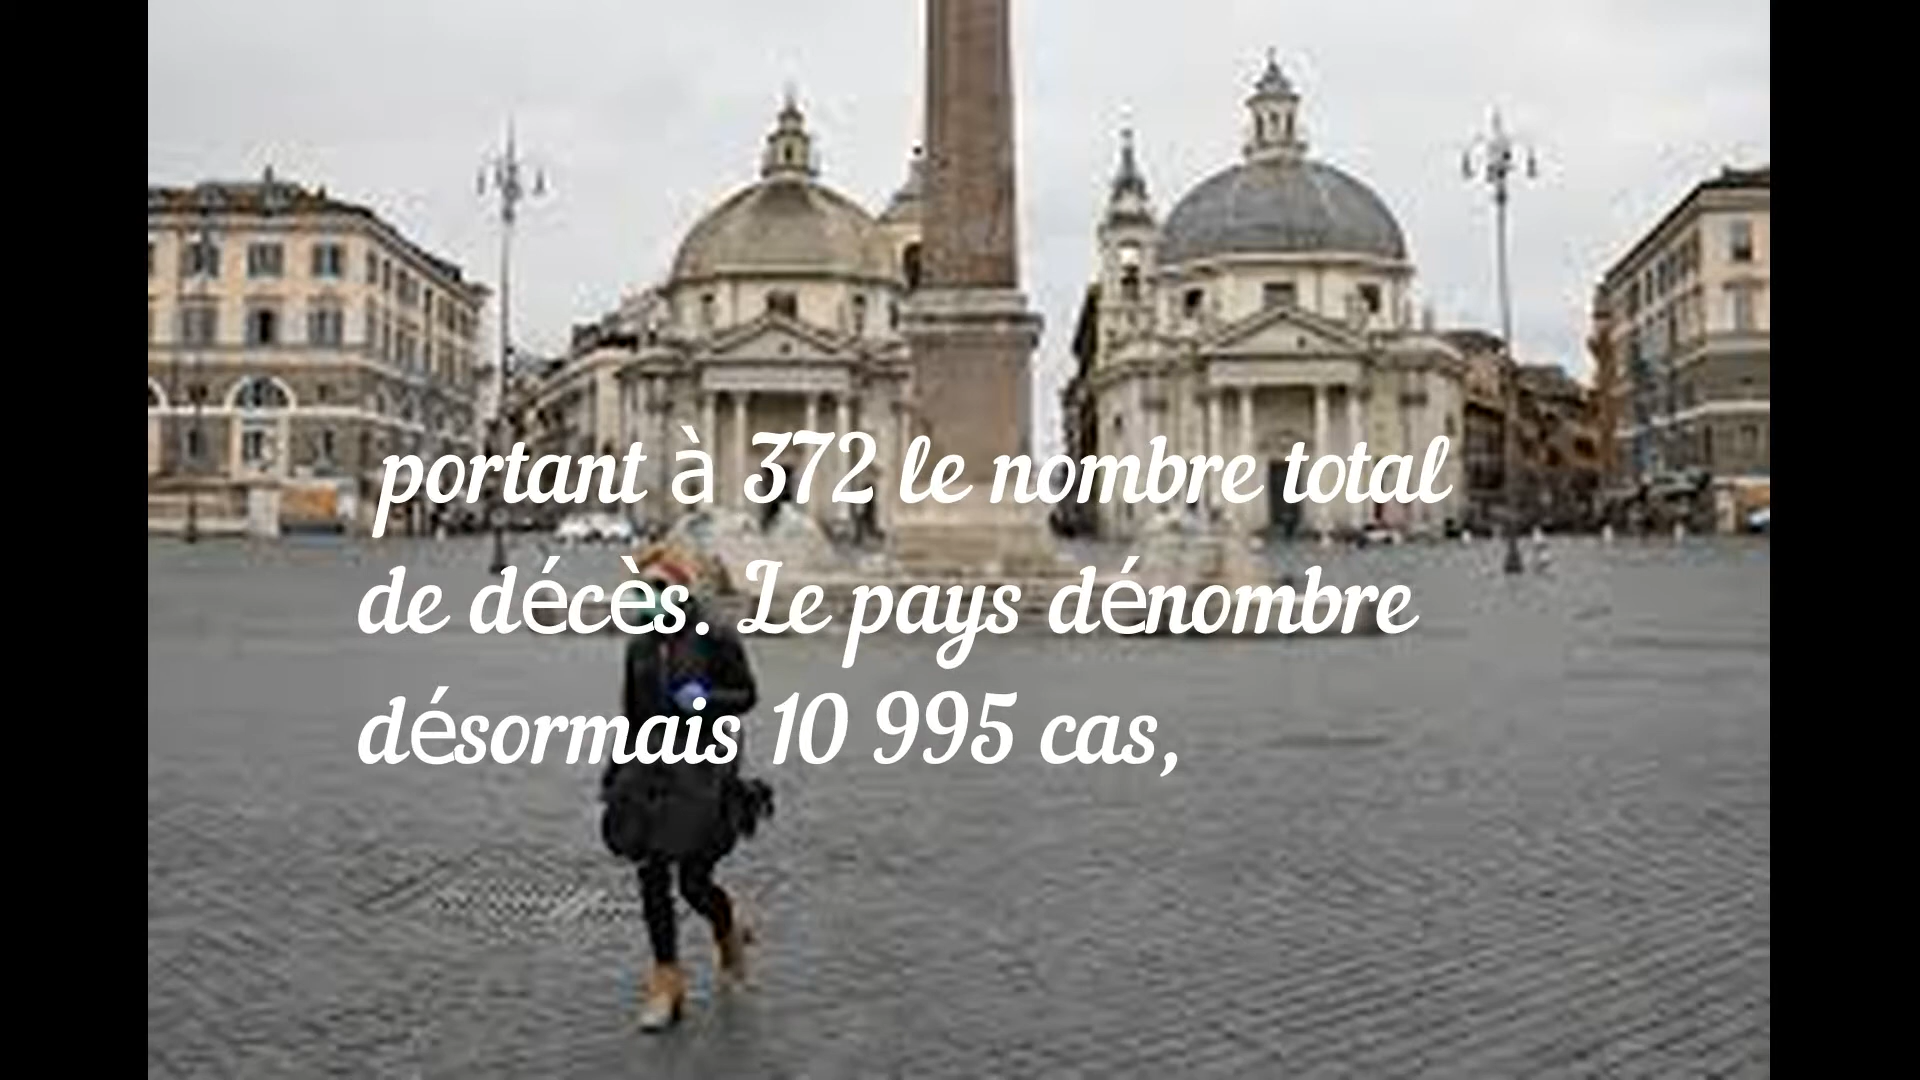 portant à 372 le nombre total
de décès. Le pays dénombre
désormais 10 995 cas,